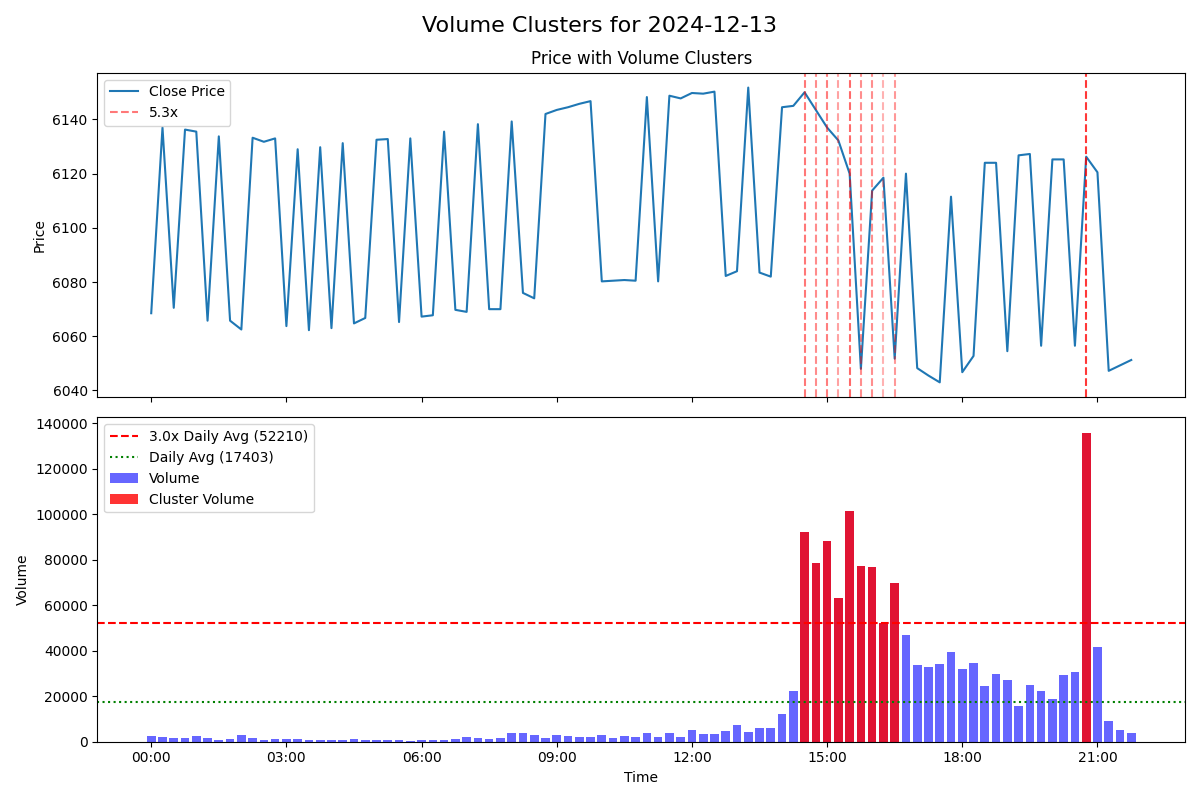 Volume Clusters for 2024-12-13
Price with Volume Clusters
Close Price
5.3x
Price
6140
6120
6100
6080
6060
6040
3.0x Daily Avg (52210)
Daily Avg (17403)
Volume
Cluster Volume
Volume
140000
120000
100000
80000
60000
40000
20000
0
00:00 03:00 06:00 09:00 12:00 15:00 18:00 21:00
Time